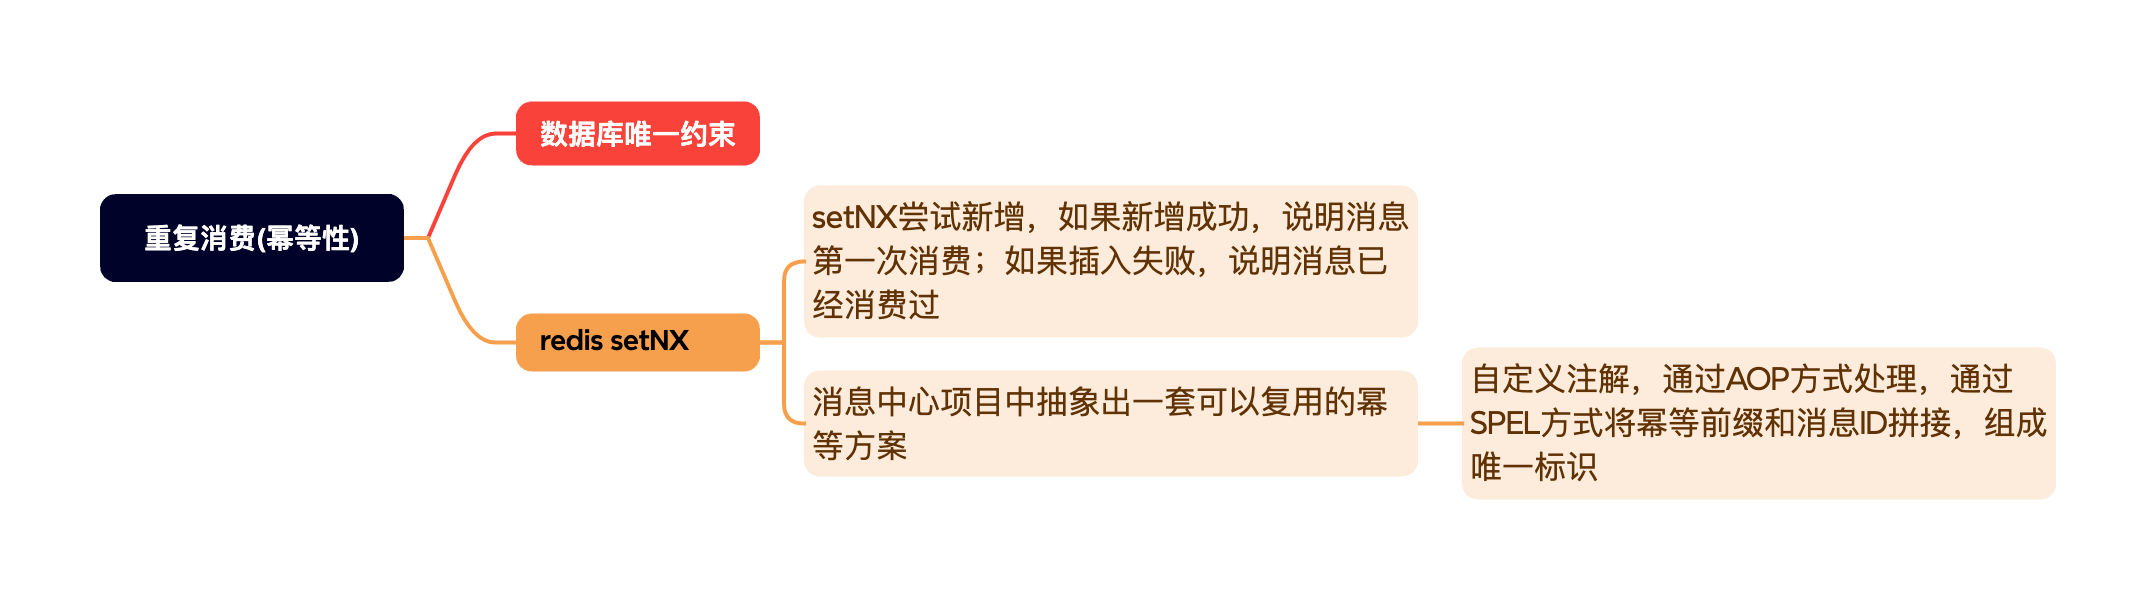 重复消费(幂等性)
数据库唯一约束
redis setNX
setNX尝试新增，如果新增成功，说明消息
第一次消费；如果插入失败，说明消息已
经消费过
消息中心项目中抽象出一套可以复用的幂
等方案
自定义注解，通过AOP方式处理，通过
SPEL方式将幂等前缀和消息ID拼接，组成
唯一标识